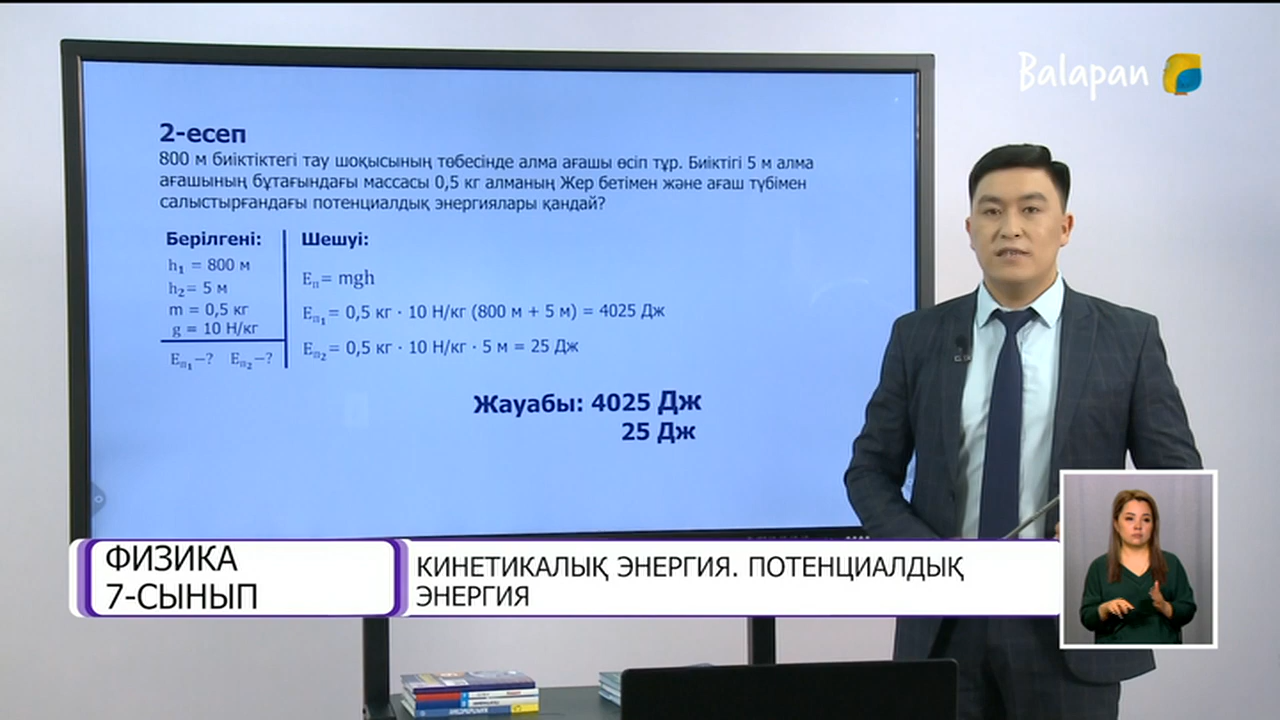 Balapan
2-есеп
800 м биіктіктегі тау шоқысының төбесінде алма ағашы өсіп тұр. Биіктігі 5 м алма
ағашының бұтағындағы массасы 0,5 кг алманың Жер бетімен және ағаш түбімен
салыстырғандағы потенциалдық энергиялары қандай?
Берілгені:
h₁ = 800 м
h₂= 5 м
m = 0,5 кг
g = 10 Н/кг
Eп₁−? Eп₂−?
Шешуі:
Eп= mgh
Eп₁= 0,5 кг · 10 Н/кг (800 м + 5 м) = 4025 Дж
Eп₂= 0,5 кг · 10 Н/кг · 5 м = 25 Дж
Жауабы: 4025 Дж
25 Дж
ФИЗИКА
7-СЫНЫП
КИНЕТИКАЛЫҚ ЭНЕРГИЯ. ПОТЕНЦИАЛДЫҚ
ЭНЕРГИЯ